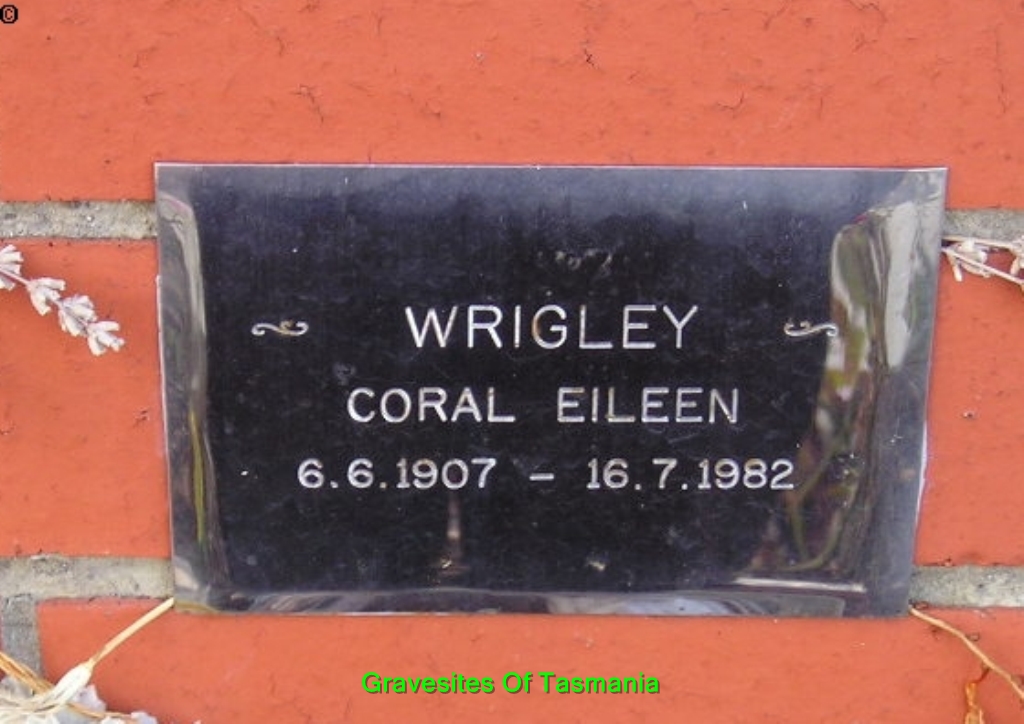 ©
WRIGLEY
CORAL EILEEN
6.6.1907 - 16.7.1982
Gravesites Of Tasmania